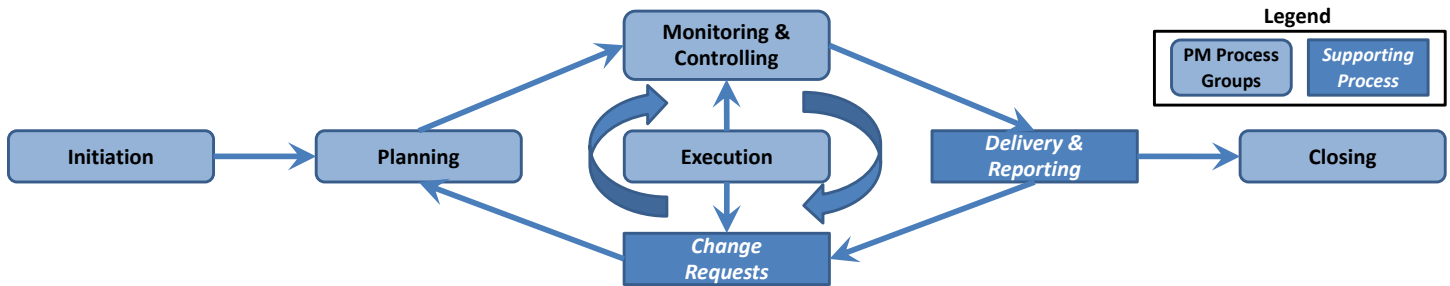 Monitoring &
Controlling
Legend
PM Process
Groups
Supporting
Process
Initiation
Planning
Execution
Delivery &
Reporting
Closing
Change
Requests